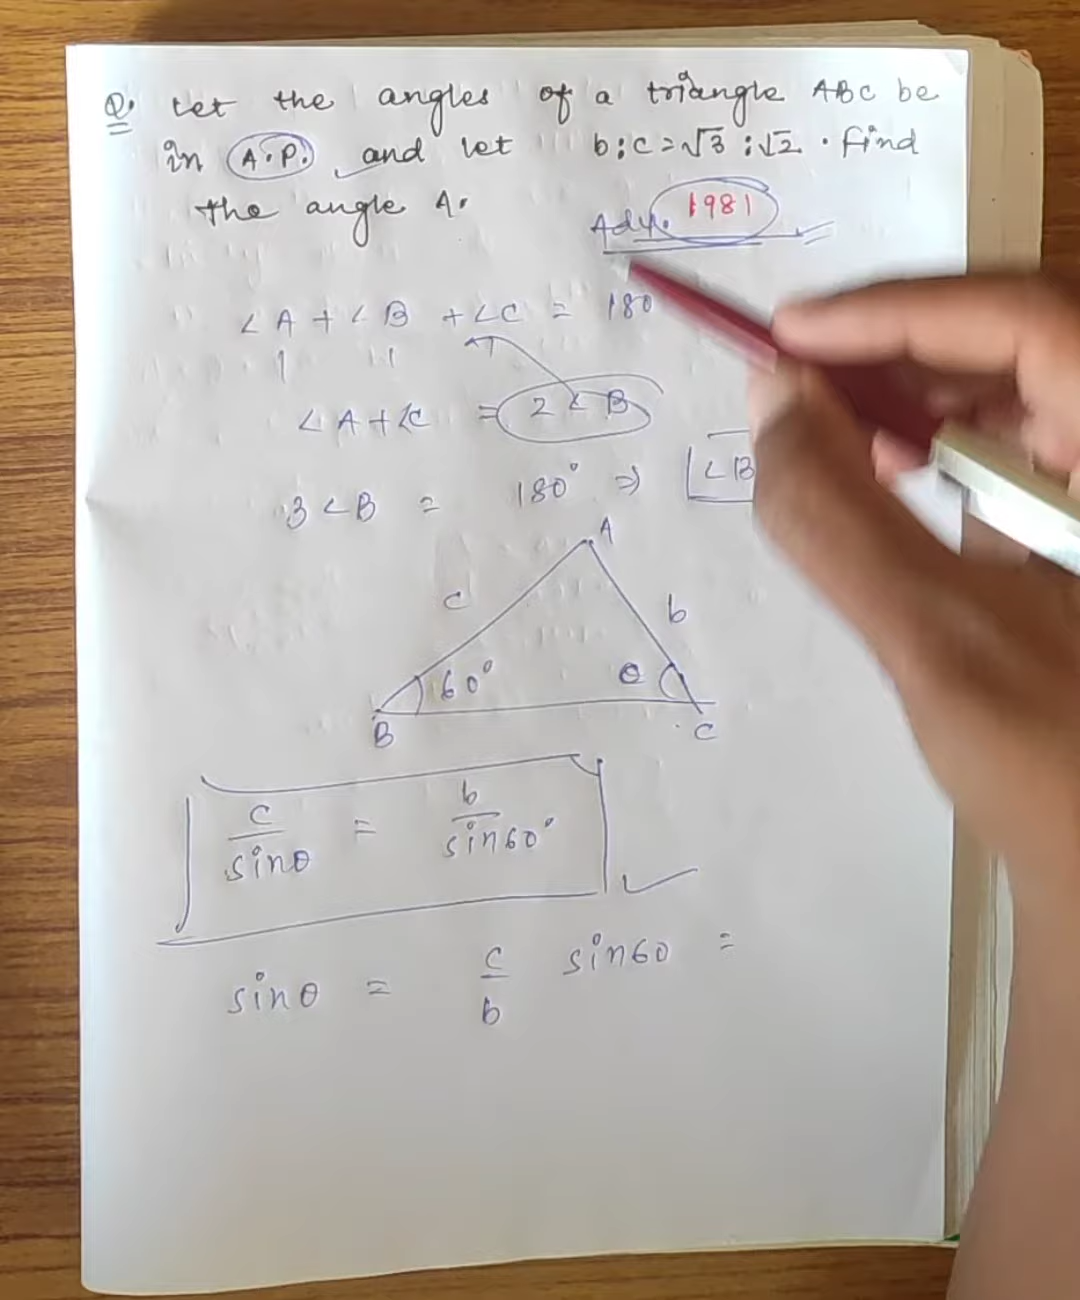 Q. Let the angles of a triangle ABC be
in A.P. and let b:c=√3:√2. find
the angle A.
Adv. 1981
∠A + ∠B + ∠C = 180
∠A+∠C = 2∠B
3∠B = 180° ⇒ ∠B
A
c b
60° θ
B C
c/sinθ = b/sin60°
sinθ = c/b sin60 =